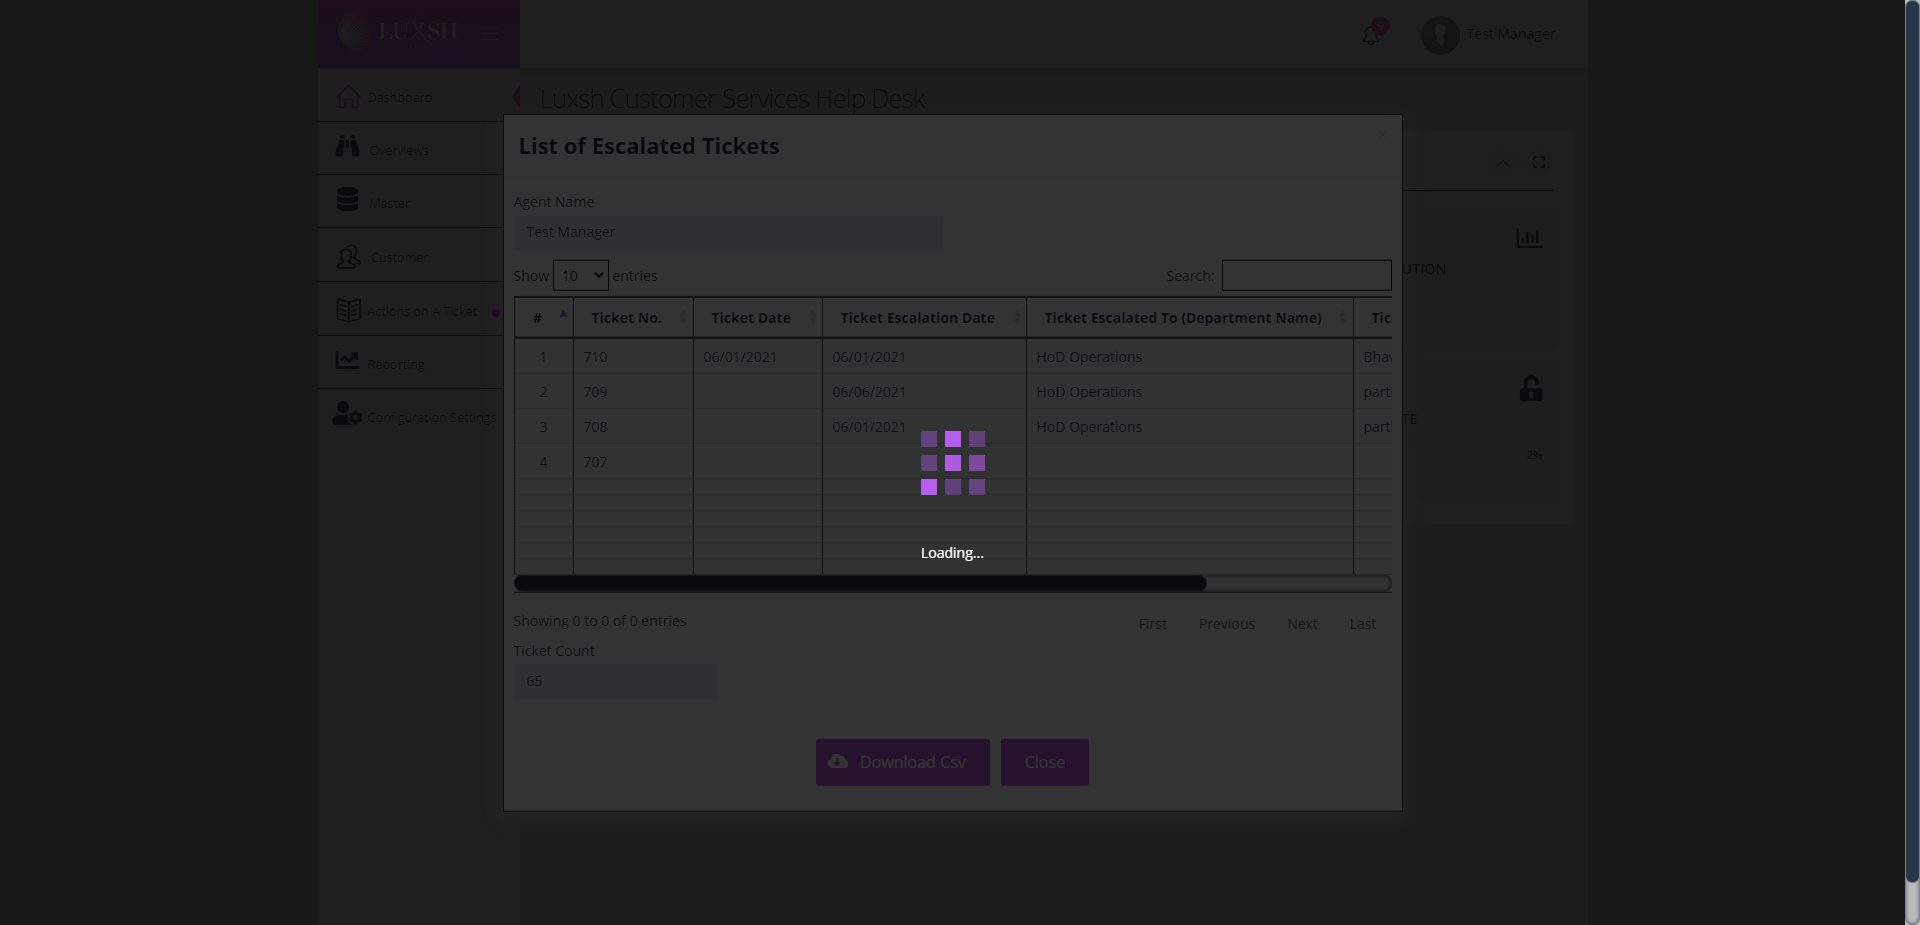 LUXSH
9
Test Manager
Dashboard
Luxsh Customer Services Help Desk
List of Escalated Tickets
Overviews
Master
Agent Name
Test Manager
Customer
UTION
Show 10 entries
Search:
Actions on A Ticket
# Ticket No. Ticket Date Ticket Escalation Date Ticket Escalated To (Department Name) Tic
1 710 06/01/2021 06/01/2021 HoD Operations Bhav
Reporting
2 709 06/06/2021 HoD Operations parti
Configuration Settings
TE
3 708 06/01/2021 HoD Operations parti
2%
4 707
Loading...
Showing 0 to 0 of 0 entries
First Previous Next Last
Ticket Count
65
Download Csv
Close